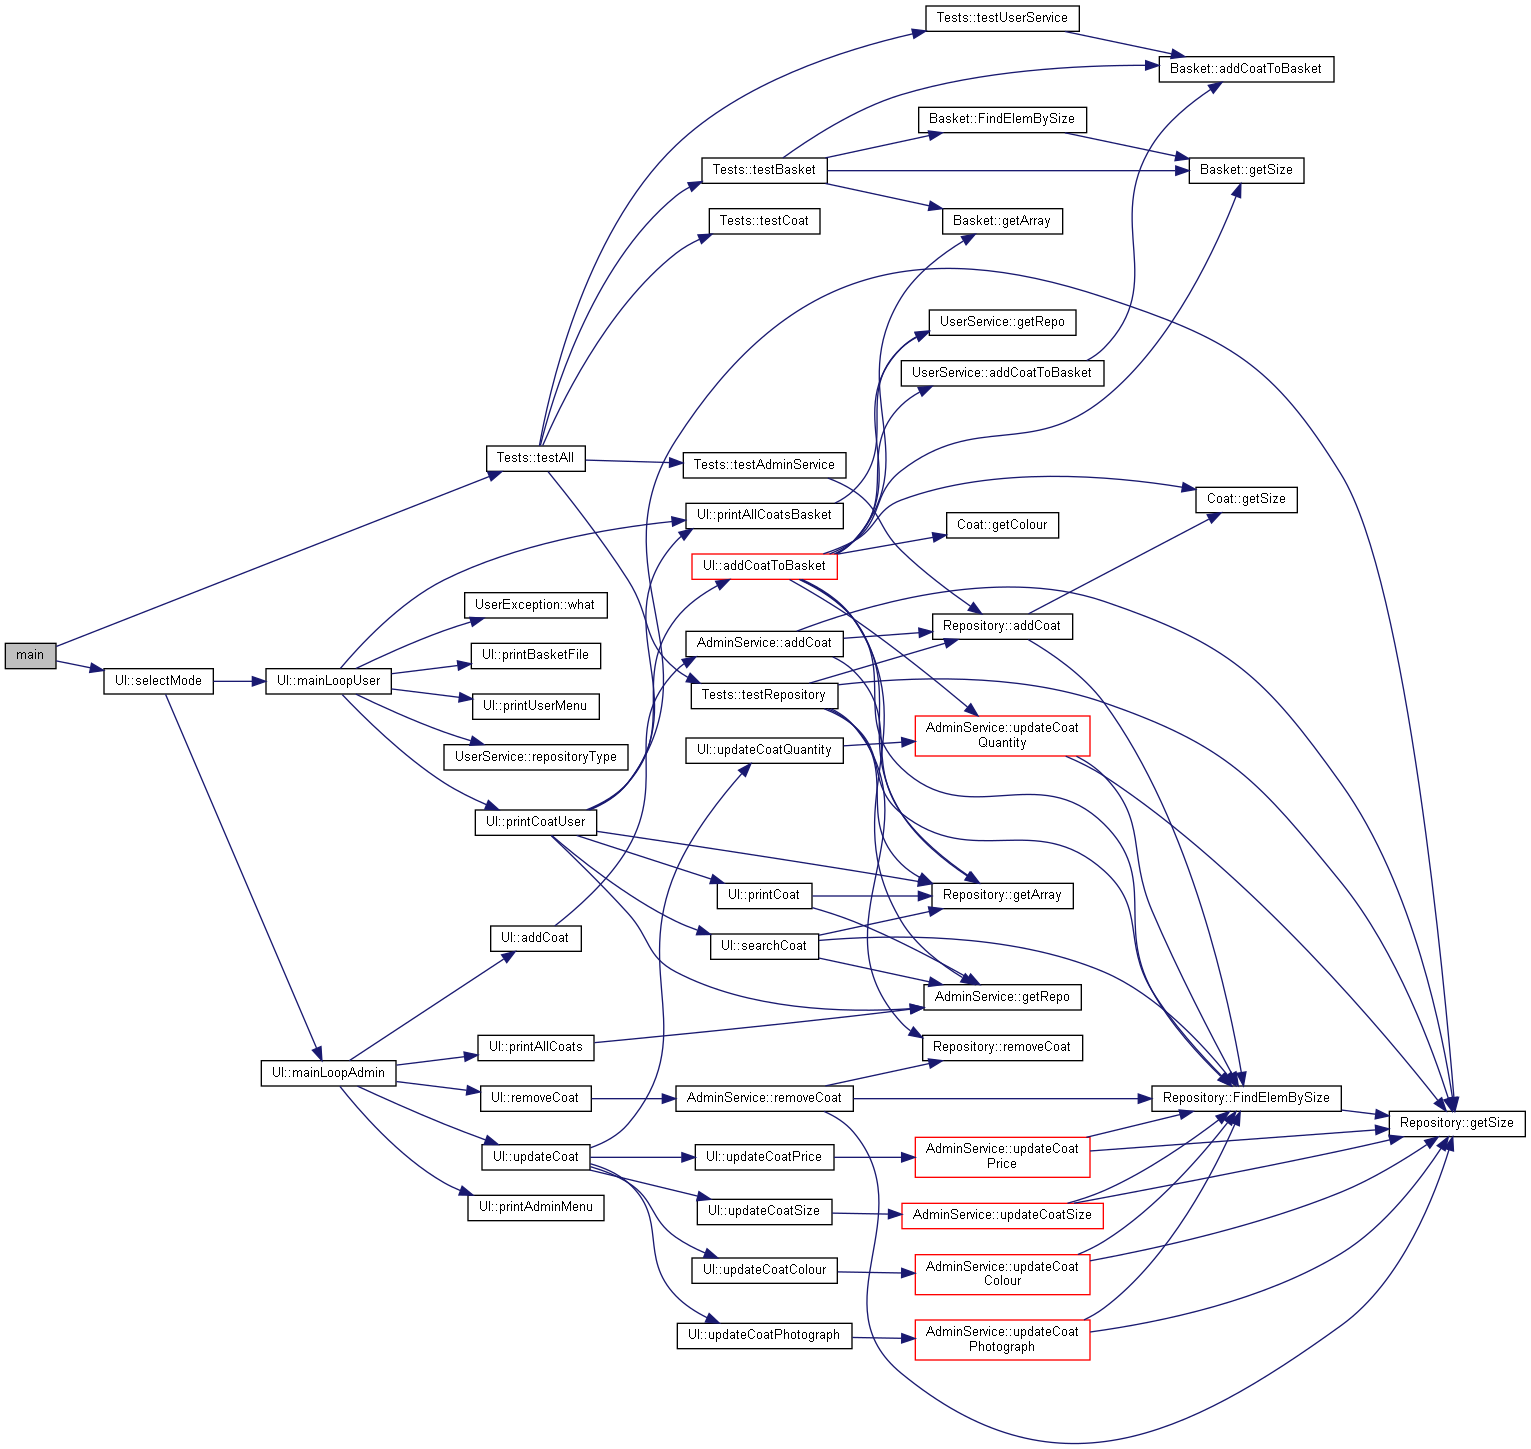 Tests::testUserService
Basket::addCoatToBasket
Basket::FindElemBySize
Tests::testBasket
Basket::getSize
Tests::testCoat
Basket::getArray
UserService::getRepo
UserService::addCoatToBasket
Tests::testAll
Tests::testAdminService
Coat::getSize
UI::printAllCoatsBasket
Coat::getColour
UI::addCoatToBasket
UserException::what
Repository::addCoat
AdminService::addCoat
main
UI::printBasketFile
UI::selectMode
UI::mainLoopUser
Tests::testRepository
UI::printUserMenu
AdminService::updateCoat
Quantity
UI::updateCoatQuantity
UserService::repositoryType
UI::printCoatUser
UI::printCoat
Repository::getArray
UI::addCoat
UI::searchCoat
AdminService::getRepo
UI::printAllCoats
Repository::removeCoat
UI::mainLoopAdmin
UI::removeCoat
AdminService::removeCoat
Repository::FindElemBySize
Repository::getSize
UI::updateCoat
UI::updateCoatPrice
AdminService::updateCoat
Price
UI::printAdminMenu
UI::updateCoatSize
AdminService::updateCoatSize
UI::updateCoatColour
AdminService::updateCoat
Colour
UI::updateCoatPhotograph
AdminService::updateCoat
Photograph